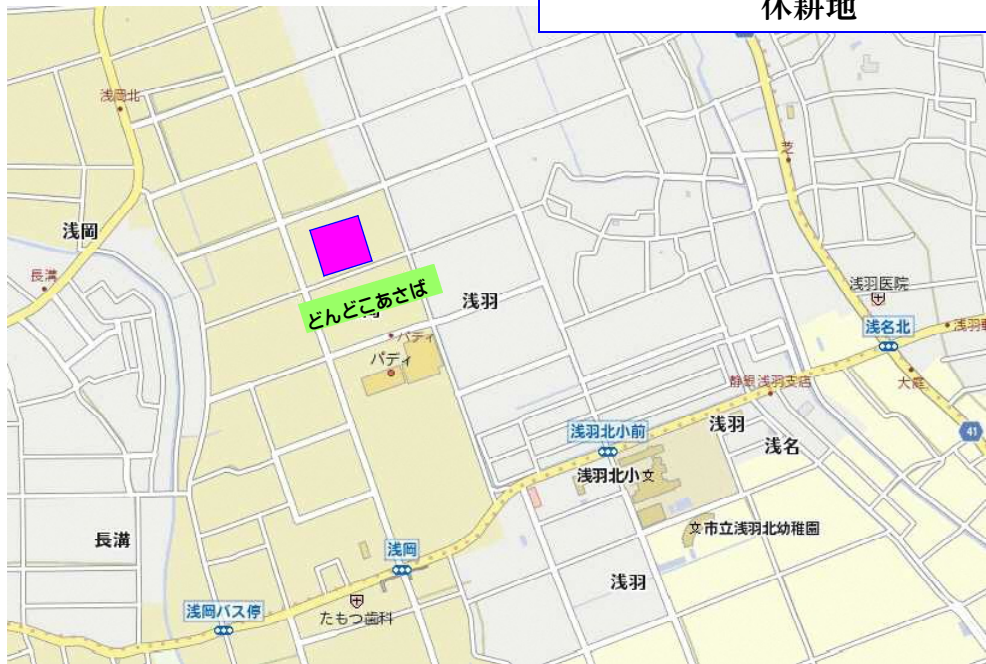 休耕地
浅岡北
芝
浅岡
長溝
浅羽医院
浅羽
浅名北
どんどこあさば
パディ
パディ
静銀浅羽支店
大庭
浅羽北小前
浅羽
浅名
41
浅羽北小
文
文
市立浅羽北幼稚園
長溝
浅岡
浅羽
浅岡バス停
たもつ歯科